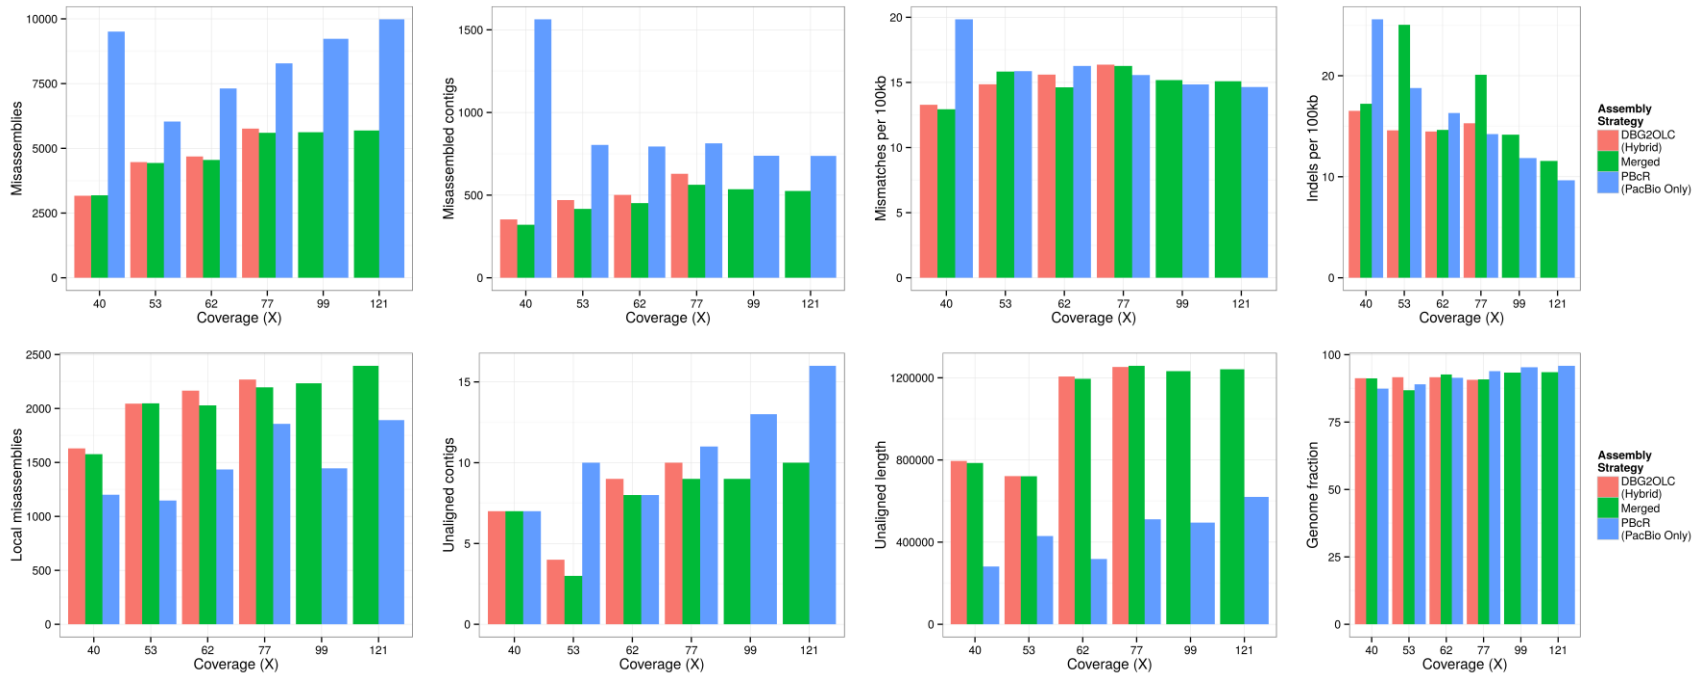 Misassemblies
10000
7500
5000
2500
0
40 53 62 77 99 121
Coverage (X)
Misassembled contigs
1500
1000
500
0
40 53 62 77 99 121
Coverage (X)
Mismatches per 100kb
20
15
10
5
0
40 53 62 77 99 121
Coverage (X)
Indels per 100kb
20
10
0
40 53 62 77 99 121
Coverage (X)
Assembly
Strategy
DBG2OLC
(Hybrid)
Merged
PBcR
(PacBio Only)
Local misassemblies
2500
2000
1500
1000
500
0
40 53 62 77 99 121
Coverage (X)
Unaligned contigs
15
10
5
0
40 53 62 77 99 121
Coverage (X)
Unaligned length
1200000
800000
400000
0
40 53 62 77 99 121
Coverage (X)
Genome fraction
100
75
50
25
0
40 53 62 77 99 121
Coverage (X)
Assembly
Strategy
DBG2OLC
(Hybrid)
Merged
PBcR
(PacBio Only)